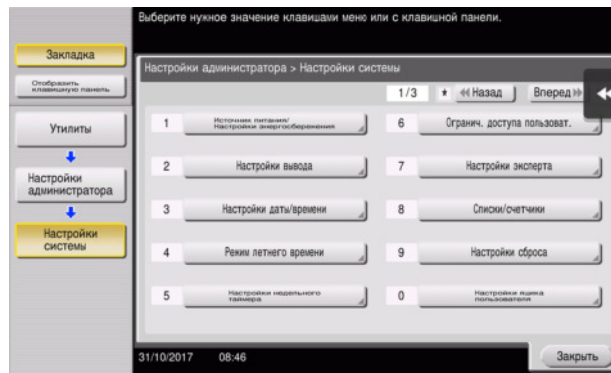 Выберите нужное значение клавишами меню или с клавишной панели.
Закладка
Отобразить
клавишную панель
Утилиты
Настройки
администратора
Настройки
системы
Настройки администратора > Настройки системы
1/3 * Назад Вперед
1 Источник питания/
Настройки энергосбережения
6 Огранич. доступа пользоват.
2 Настройки вывода
7 Настройки эксперта
3 Настройки даты/времени
8 Списки/счетчики
4 Режим летнего времени
9 Настройки сброса
5 Настройки недельного
таймера
0 Настройки ящика
пользователя
31/10/2017 08:46
Закрыть